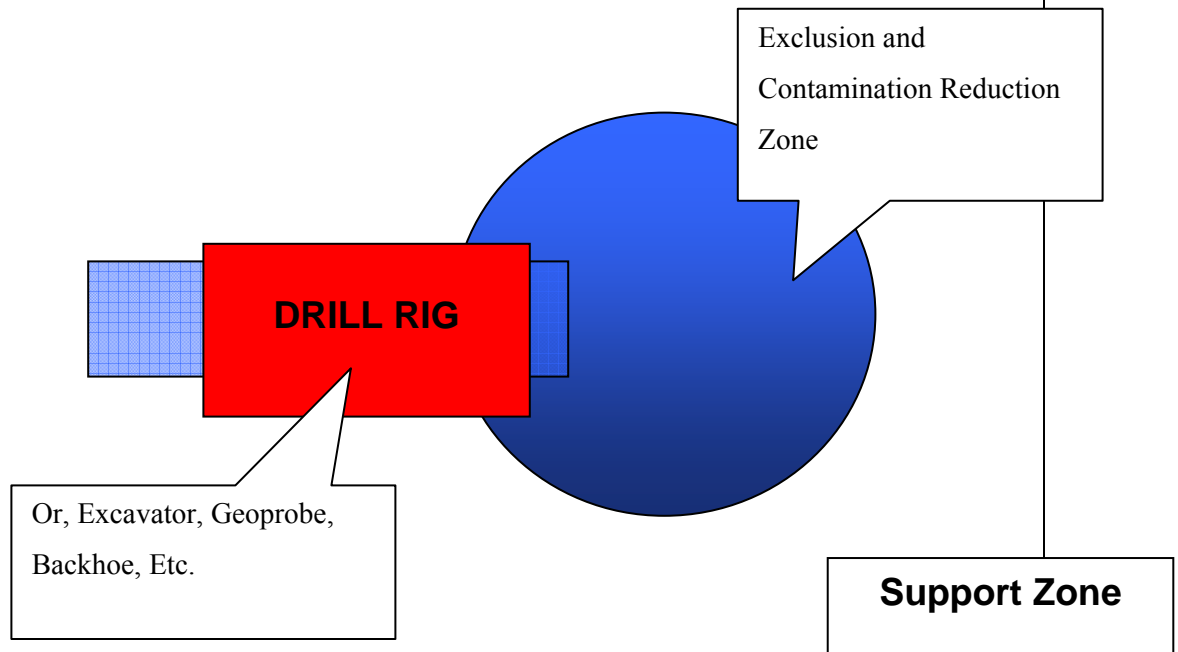 Exclusion and
Contamination Reduction
Zone
DRILL RIG
Or, Excavator, Geoprobe,
Backhoe, Etc.
Support Zone